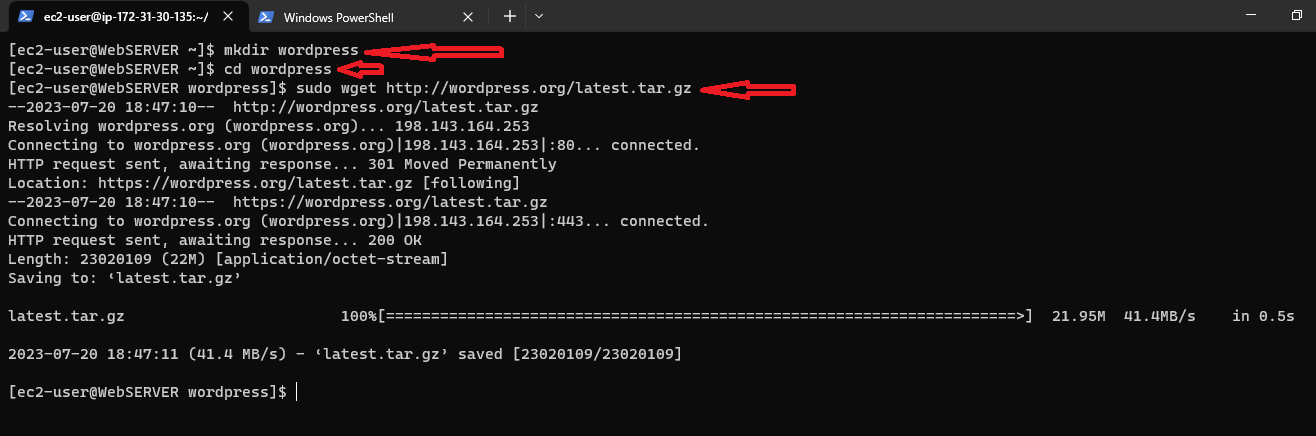 ec2-user@ip-172-31-30-135:~/ Windows PowerShell
[ec2-user@WebSERVER ~]$ mkdir wordpress
[ec2-user@WebSERVER ~]$ cd wordpress
[ec2-user@WebSERVER wordpress]$ sudo wget http://wordpress.org/latest.tar.gz
--2023-07-20 18:47:10--  http://wordpress.org/latest.tar.gz
Resolving wordpress.org (wordpress.org)... 198.143.164.253
Connecting to wordpress.org (wordpress.org)|198.143.164.253|:80... connected.
HTTP request sent, awaiting response... 301 Moved Permanently
Location: https://wordpress.org/latest.tar.gz [following]
--2023-07-20 18:47:10--  https://wordpress.org/latest.tar.gz
Connecting to wordpress.org (wordpress.org)|198.143.164.253|:443... connected.
HTTP request sent, awaiting response... 200 OK
Length: 23020109 (22M) [application/octet-stream]
Saving to: ‘latest.tar.gz’
latest.tar.gz 100%[======================================================================>] 21.95M 41.4MB/s in 0.5s
2023-07-20 18:47:11 (41.4 MB/s) - ‘latest.tar.gz’ saved [23020109/23020109]
[ec2-user@WebSERVER wordpress]$